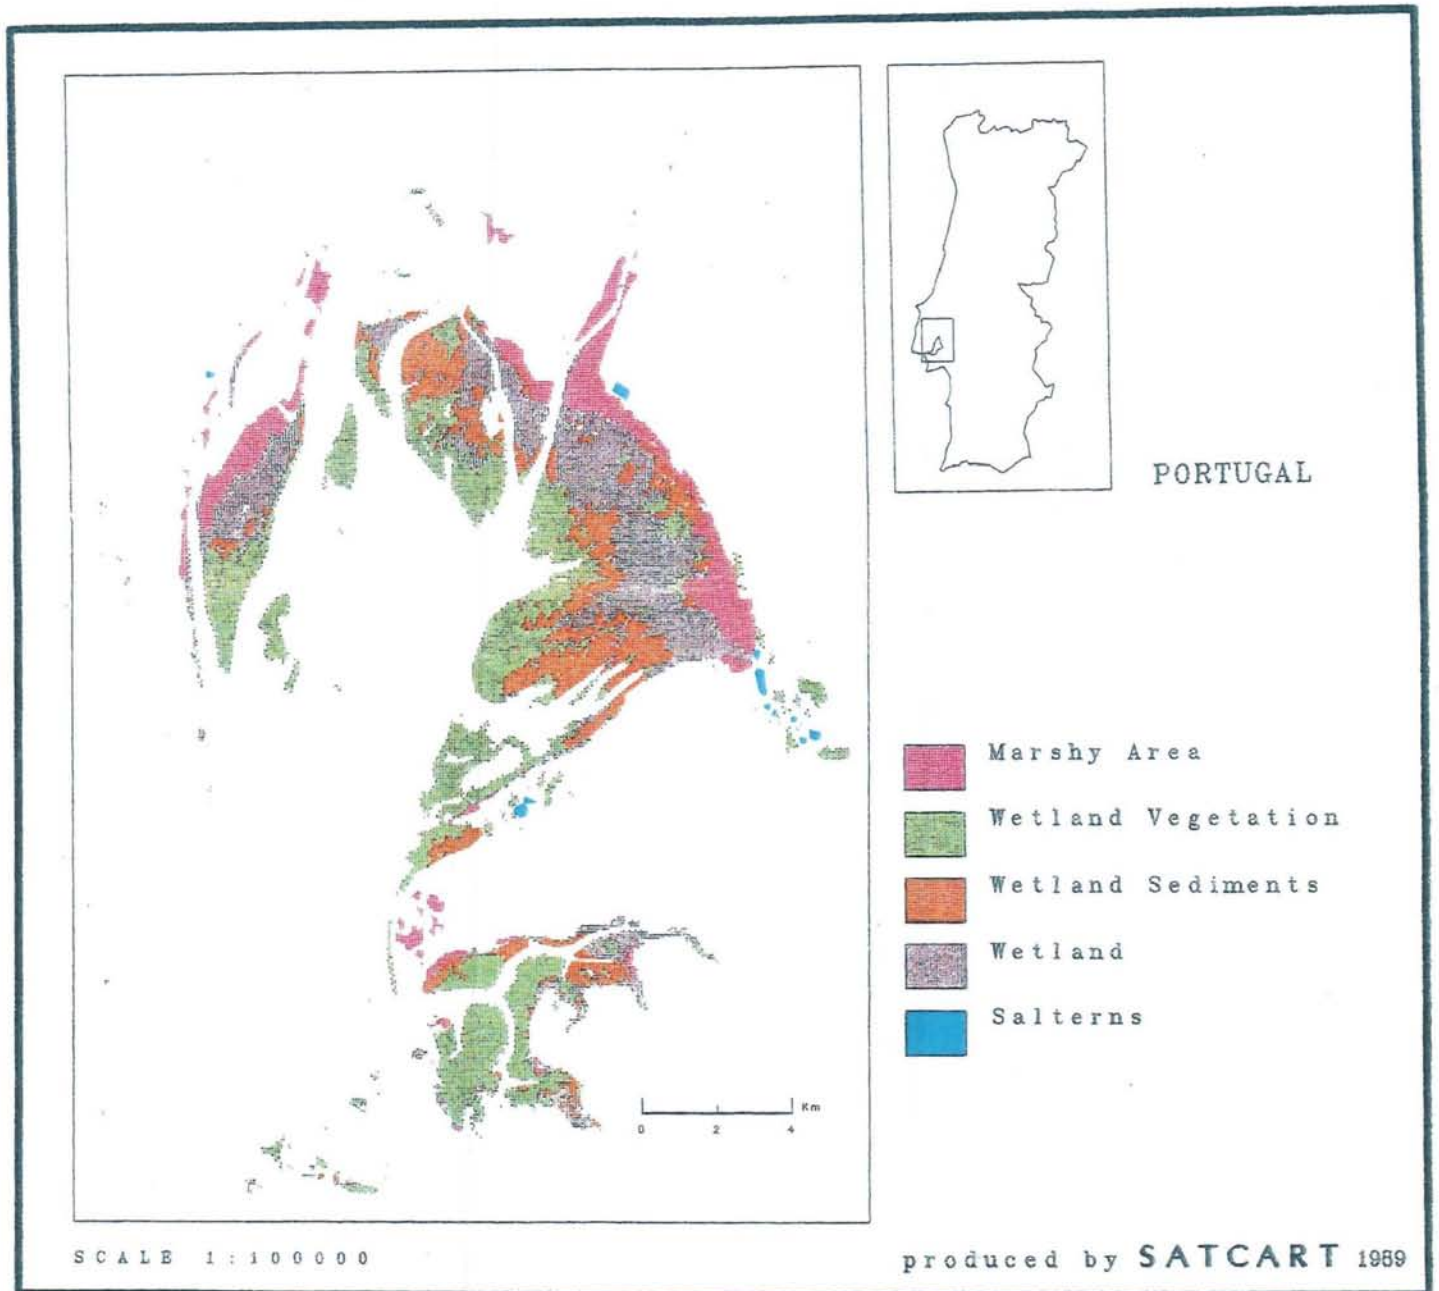 PORTUGAL
Marshy Area
Wetland Vegetation
Wetland Sediments
Wetland
Salterns
Km
0 2 4
SCALE 1:100000
produced by SATCART 1989